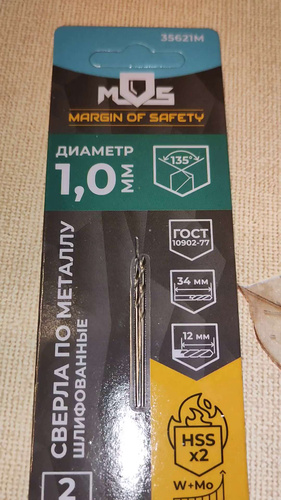 35621М
MOS
MARGIN OF SAFETY
ДИАМЕТР
1,0 ММ
135°
ГОСТ
10902-77
34 мм
12 мм
СВЕРЛА ПО МЕТАЛЛУ
ШЛИФОВАННЫЕ
2
HSS
x2
W+Mo